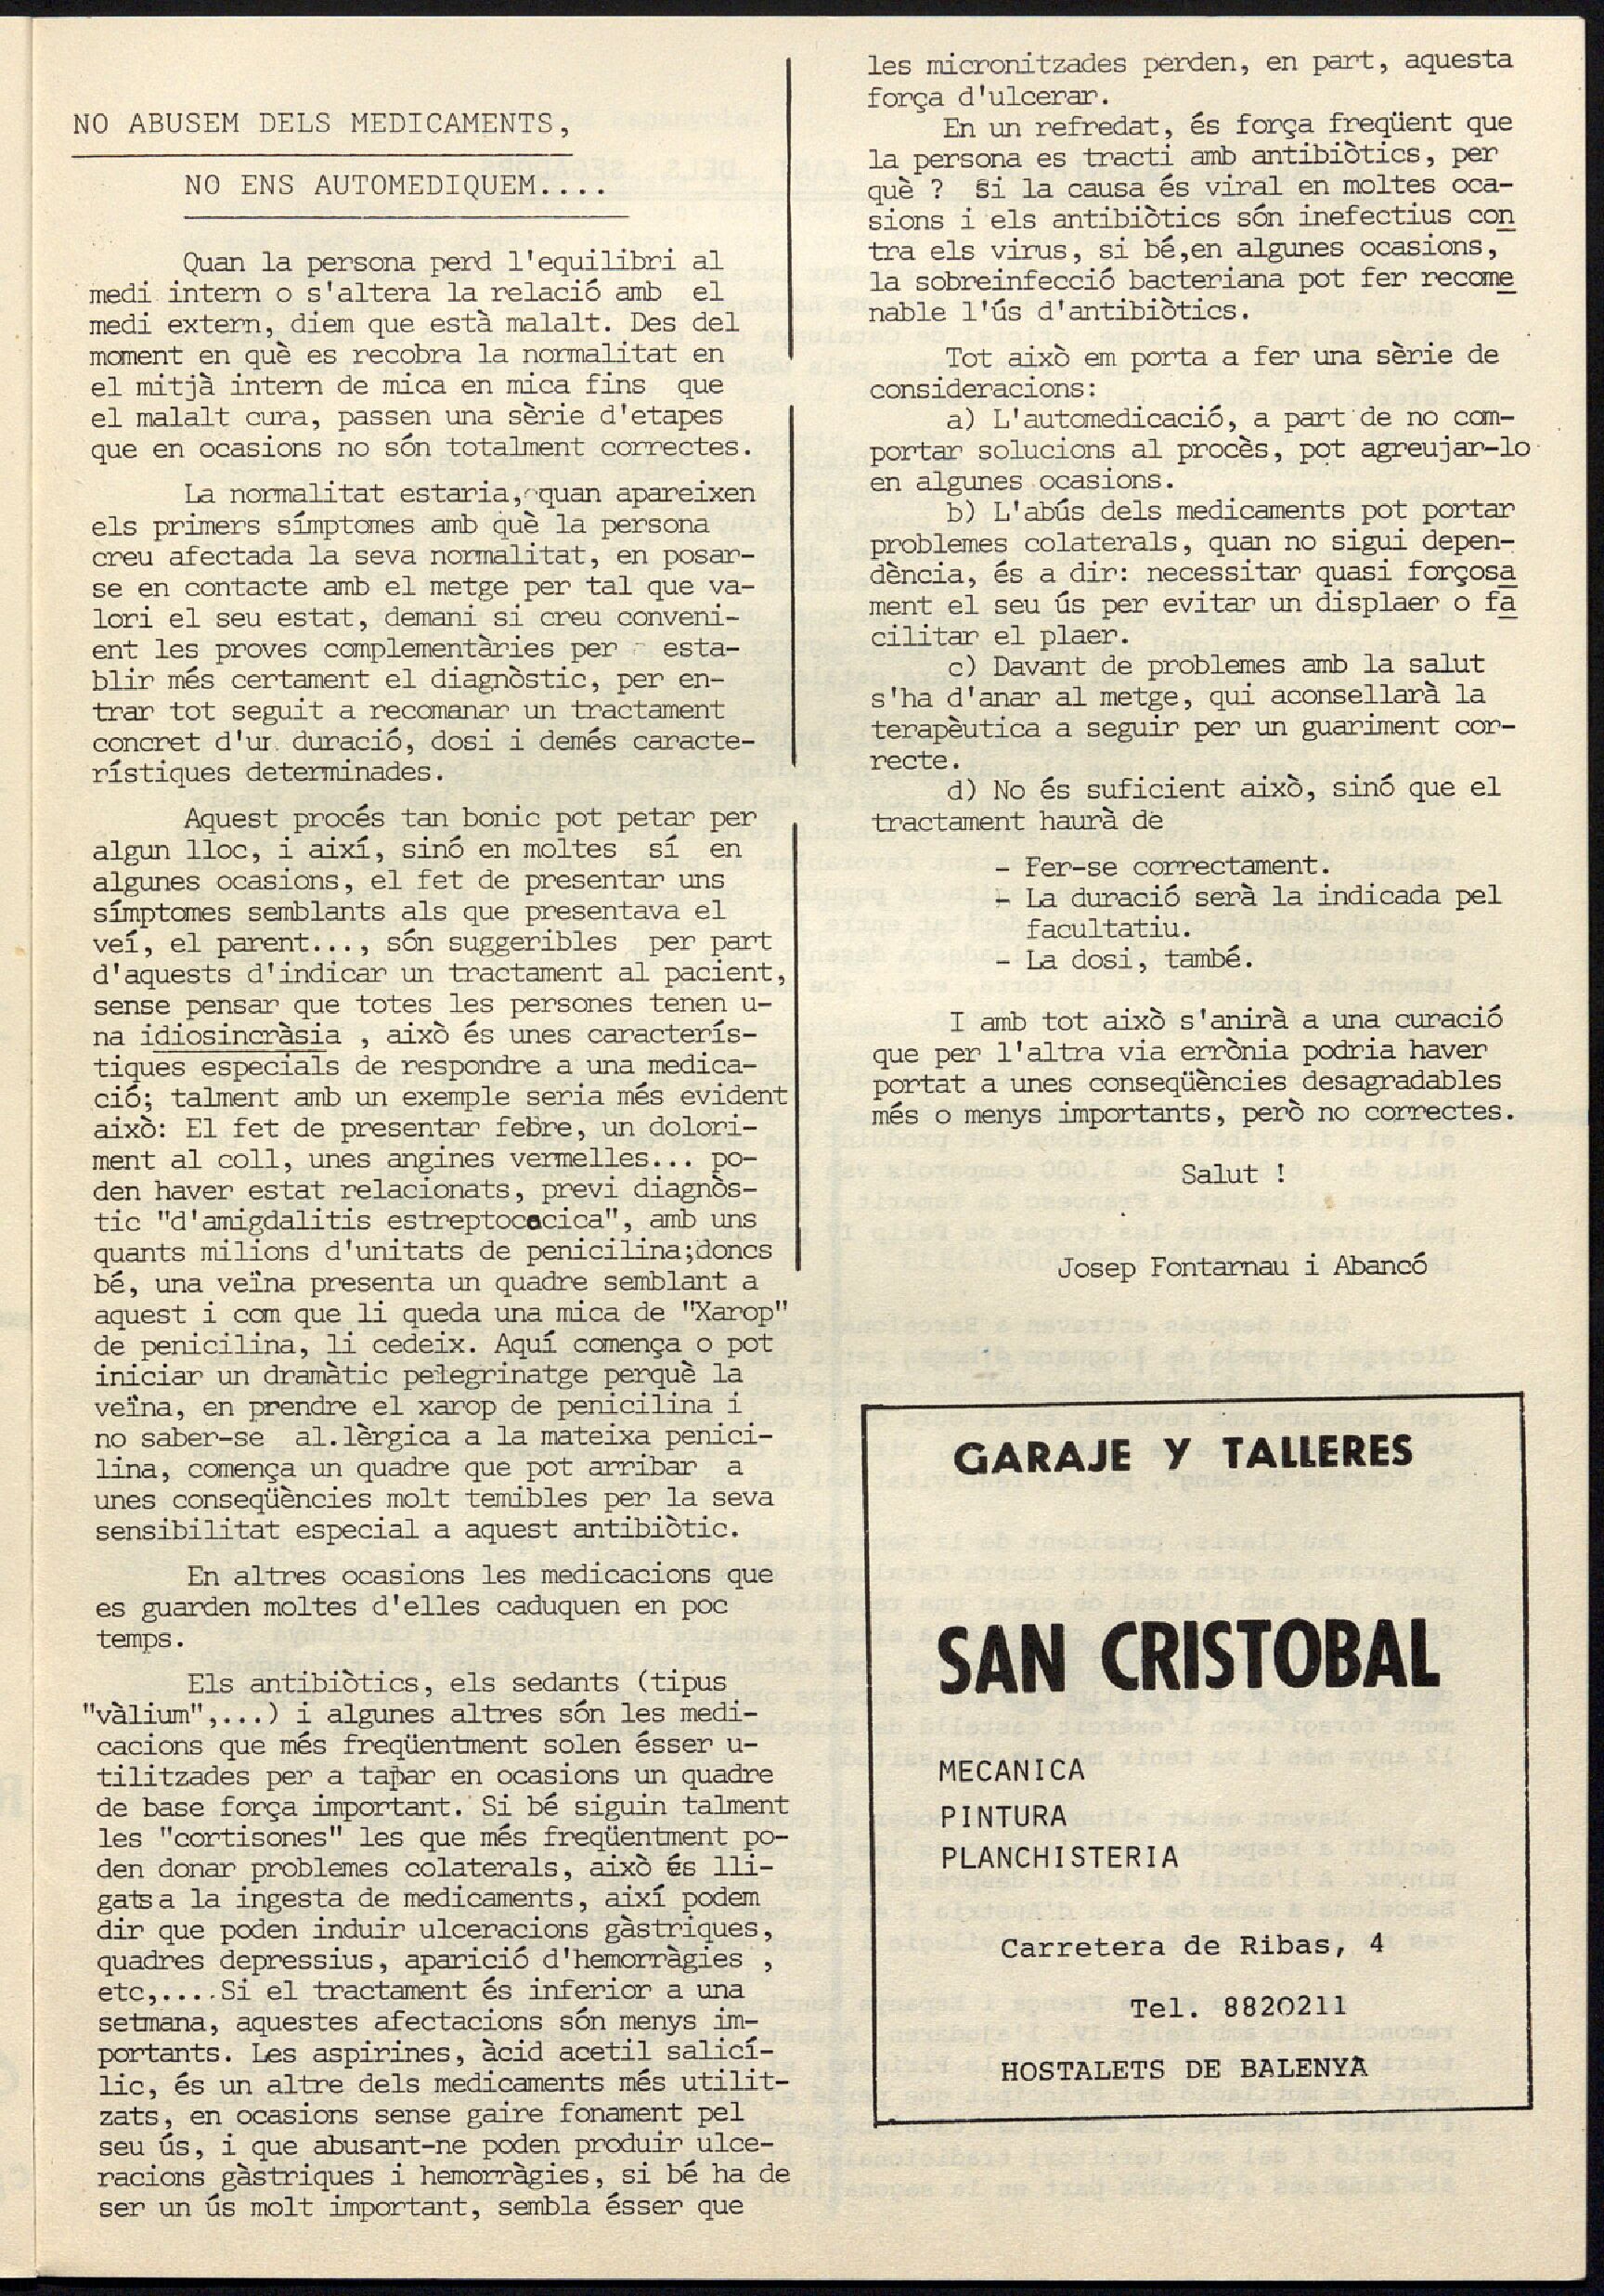 NO ABUSEM DELS MEDICAMENTS,
NO ENS AUTOMEDIQUEM....
Quan la persona perd l'equilibri al
medi intern o s'altera la relació amb el
medi extern, diem que està malalt. Des del
moment en què es recobra la normalitat en
el mitjà intern de mica en mica fins que
el malalt cura, passen una sèrie d'etapes
que en ocasions no són totalment correctes.
La normalitat estaria, quan apareixen
els primers símptomes amb què la persona
creu afectada la seva normalitat, en posar-
se en contacte amb el metge per tal que va-
lori el seu estat, demani si creu conveni-
ent les proves complementàries per esta-
blir més certament el diagnòstic, per en-
trar tot seguit a recomanar un tractament
concret d'un duració, dosi i demés caracte-
rístiques determinades.
Aquest procés tan bonic pot petar per
algun lloc, i així, sinó en moltes sí en
algunes ocasions, el fet de presentar uns
símptomes semblants als que presentava el
veí, el parent..., són suggeribles per part
d'aquests d'indicar un tractament al pacient,
sense pensar que totes les persones tenen u-
na idiosincràsia , això és unes caracterís-
tiques especials de respondre a una medica-
ció; talment amb un exemple seria més evident
això: El fet de presentar febre, un dolori-
ment al coll, unes angines vermelles... po-
den haver estat relacionats, previ diagnòs-
tic "d'amigdalitis estreptocacica", amb uns
quants milions d'unitats de penicilina;doncs
bé, una veïna presenta un quadre semblant a
aquest i com que li queda una mica de "Xarop"
de penicilina, li cedeix. Aquí comença o pot
iniciar un dramàtic pelegrinatge perquè la
veïna, en prendre el xarop de penicilina i
no saber-se al.lèrgica a la mateixa penici-
lina, comença un quadre que pot arribar a
unes conseqüències molt temibles per la seva
sensibilitat especial a aquest antibiòtic.
En altres ocasions les medicacions que
es guarden moltes d'elles caduquen en poc
temps.
Els antibiòtics, els sedants (tipus
"vàlium",...) i algunes altres són les medi-
cacions que més freqüentment solen ésser u-
tilitzades per a tapar en ocasions un quadre
de base força important. Si bé siguin talment
les "cortisones" les que més freqüentment po-
den donar problemes colaterals, això és lli-
gats a la ingesta de medicaments, així podem
dir que poden induir ulceracions gàstriques,
quadres depressius, aparició d'hemorràgies ,
etc,....Si el tractament és inferior a una
setmana, aquestes afectacions són menys im-
portants. Les aspirines, àcid acetil salicí-
lic, és un altre dels medicaments més utilit-
zats, en ocasions sense gaire fonament pel
seu ús, i que abusant-ne poden produir ulce-
racions gàstriques i hemorràgies, si bé ha de
ser un ús molt important, sembla ésser que
les micronitzades perden, en part, aquesta
força d'ulcerar.
En un refredat, és força freqüent que
la persona es tracti amb antibiòtics, per
què ? Si la causa és viral en moltes oca-
sions i els antibiòtics són inefectius con
tra els virus, si bé,en algunes ocasions,
la sobreinfecció bacteriana pot fer recome
nable l'ús d'antibiòtics.
Tot això em porta a fer una sèrie de
consideracions:
a) L'automedicació, a part de no com-
portar solucions al procès, pot agreujar-lo
en algunes ocasions.
b) L'abús dels medicaments pot portar
problemes colaterals, quan no sigui depen-
dència, és a dir: necessitar quasi forçosa
ment el seu ús per evitar un displaer o fa
cilitar el plaer.
c) Davant de problemes amb la salut
s'ha d'anar al metge, qui aconsellarà la
terapèutica a seguir per un guariment cor-
recte.
d) No és suficient això, sinó que el
tractament haurà de
- Fer-se correctament.
- La duració serà la indicada pel
facultatiu.
- La dosi, també.
I amb tot això s'anirà a una curació
que per l'altra via errònia podria haver
portat a unes conseqüències desagradables
més o menys importants, però no correctes.
Salut !
Josep Fontarnau i Abancó
GARAJE Y TALLERES
SAN CRISTOBAL
MECANICA
PINTURA
PLANCHISTERIA
Carretera de Ribas, 4
Tel. 8820211
HOSTALETS DE BALENYA